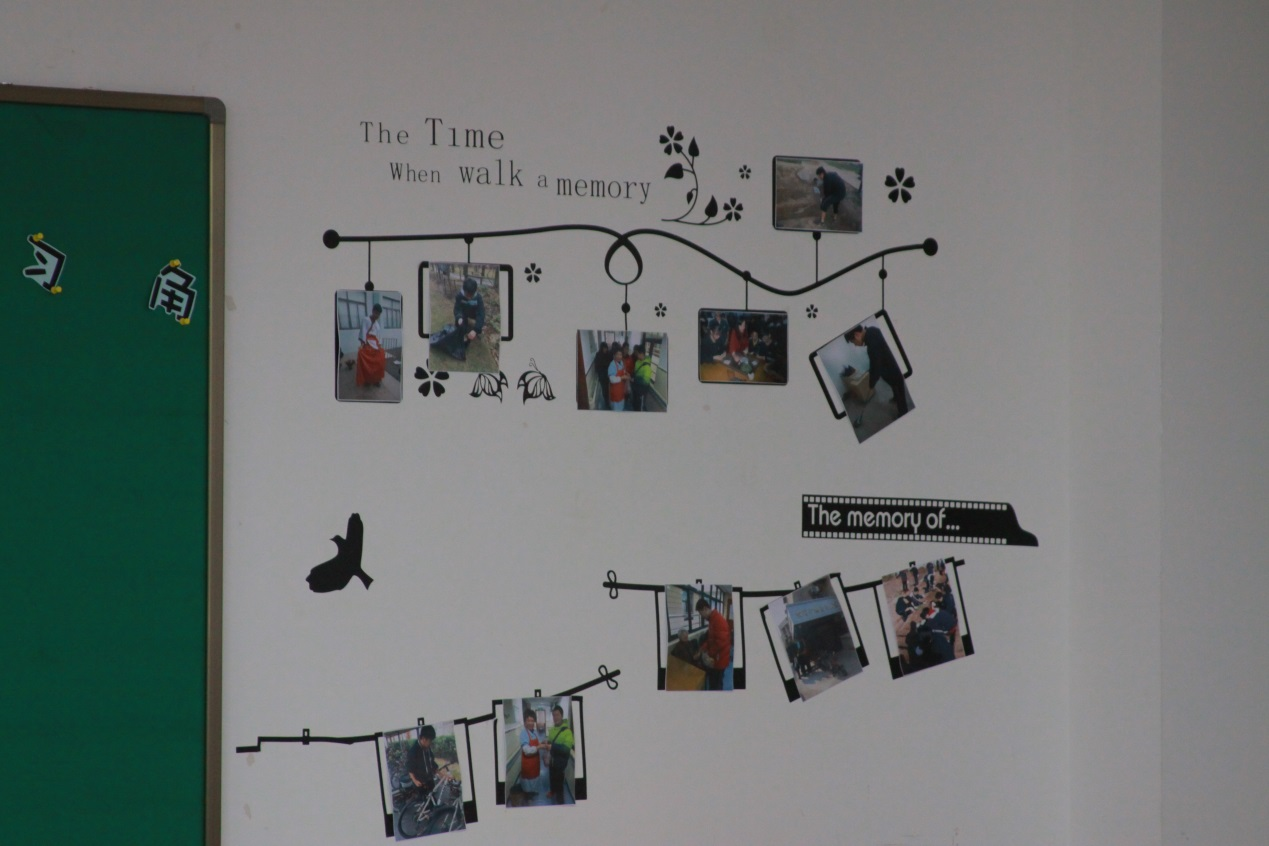 The Time
When walk a memory
习 角
The memory of...